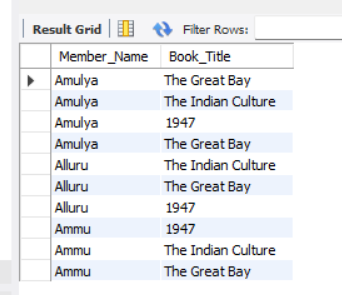 Result Grid Filter Rows:
Member_Name Book_Title
Amulya The Great Bay
Amulya The Indian Culture
Amulya 1947
Amulya The Great Bay
Alluru The Indian Culture
Alluru The Great Bay
Alluru 1947
Ammu 1947
Ammu The Indian Culture
Ammu The Great Bay